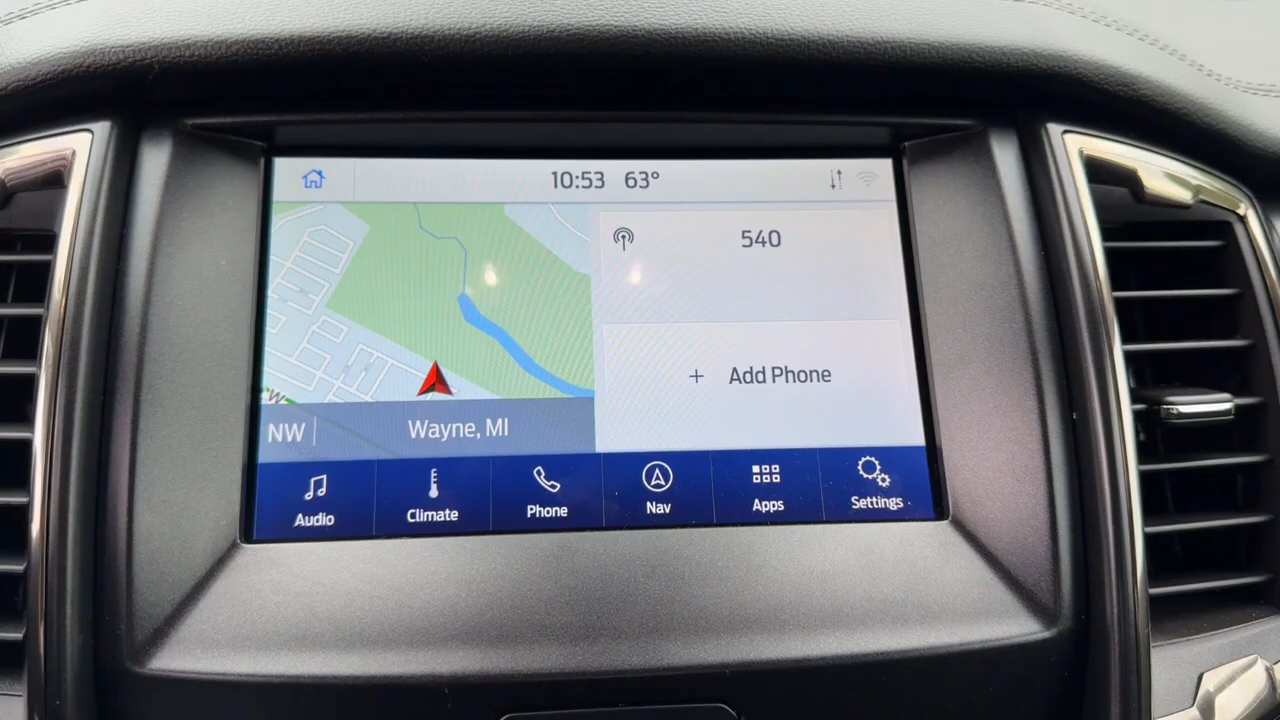 10:53 63°
540
+ Add Phone
W
NW
Wayne, MI
Audio
Climate
Phone
Nav
Apps
Settings